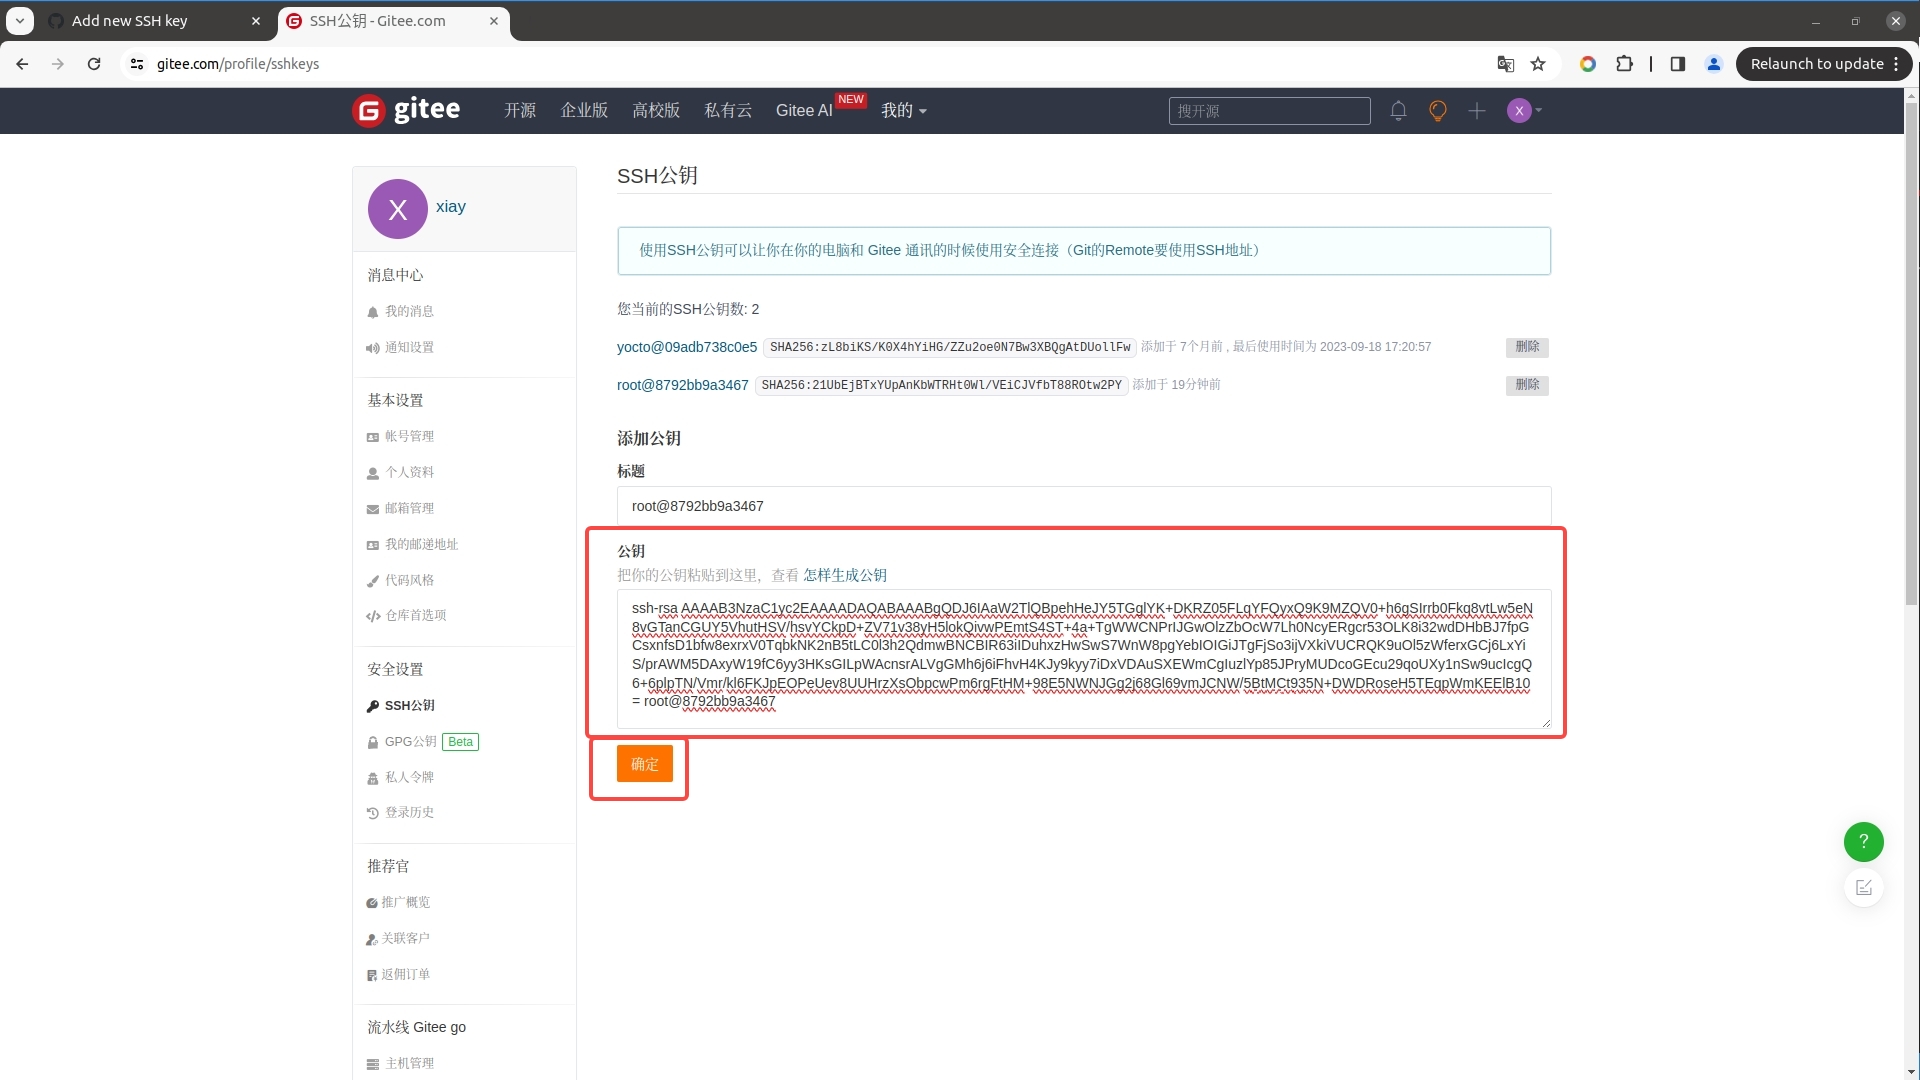 Add new SSH key
SSH公钥 - Gitee.com
gitee.com/profile/sshkeys
Relaunch to update
gitee
开源
企业版
高校版
私有云
Gitee AI
NEW
我的
搜开源
X
X
xiay
消息中心
我的消息
通知设置
基本设置
帐号管理
个人资料
邮箱管理
我的邮递地址
代码风格
仓库首选项
安全设置
SSH公钥
GPG公钥 Beta
私人令牌
登录历史
推荐官
推广概览
关联客户
返佣订单
流水线 Gitee go
主机管理
SSH公钥
使用SSH公钥可以让你在你的电脑和 Gitee 通讯的时候使用安全连接（Git的Remote要使用SSH地址）
您当前的SSH公钥数: 2
yocto@09adb738c0e5 SHA256:zL8biKS/K0X4hYiHG/ZZu2oe0N7Bw3XBQgAtDUollFw 添加于 7个月前 , 最后使用时间为 2023-09-18 17:20:57 删除
root@8792bb9a3467 SHA256:21UbEjBTxYUpAnKbWTRHt0Wl/VEiCJVfbT88ROtw2PY 添加于 19分钟前 删除
添加公钥
标题
root@8792bb9a3467
公钥
把你的公钥粘贴到这里，查看 怎样生成公钥
ssh-rsa AAAAB3NzaC1yc2EAAAADAQABAAABgQDJ6IAaW2TlQBpehHeJY5TGqlYK+DKRZ05FLgYFQyxQ9K9MZQV0+h6gSIrrb0Fkq8vtLw5eN
8vGTanCGUY5VhutHSV/hsvYCkpD+ZV71v38yH5lokQivwPEmtS4ST+4a+TgWWCNPrIJGwOlzZbOcW7Lh0NcyERgcr53OLK8i32wdDHbBJ7fpG
CsxnfsD1bfw8exrxV0TqbkNK2nB5tLC0l3h2QdmwBNCBIR63iIDuhxzHwSwS7WnW8pgYebIOIGiJTgFjSo3ijVXkiVUCRQK9uOl5zWferxGCj6LxYi
S/prAWM5DAxyW19fC6yy3HKsGILpWAcnsrALVgGMh6j6iFhvH4KJy9kyy7iDxVDAuSXEWmCgIuzlYp85JPryMUDcoGEcu29qoUXy1nSw9ucIcgQ
6+6plpTN/Vmr/kl6FKJpEOPeUev8UUHrzXsObpcwPm6rgFtHM+98E5NWNJGg2j68Gl69vmJCNW/5BtMCt935N+DWDRoseH5TEqpWmKEElB10
= root@8792bb9a3467
确定
?